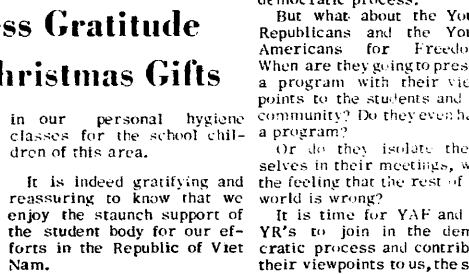 ess Gratitude
hristmas Gifts
in our personal hygiene
classes for the school chil-
dren of this area.
It is indeed gratifying and
reassuring to know that we
enjoy the staunch support of
the student body for our ef-
forts in the Republic of Viet
Nam.
democratic process.
But what about the You
Republicans and the You
Americans for Freedo
When are they going to pres
a program with their vie
points to the students and
community? Do they even ha
a program?
Or do they isolate the
selves in their meetings, w
the feeling that the rest of
world is wrong?
It is time for YAF and
YR's to join in the dem
cratic process and contrib
their viewpoints to us, the s